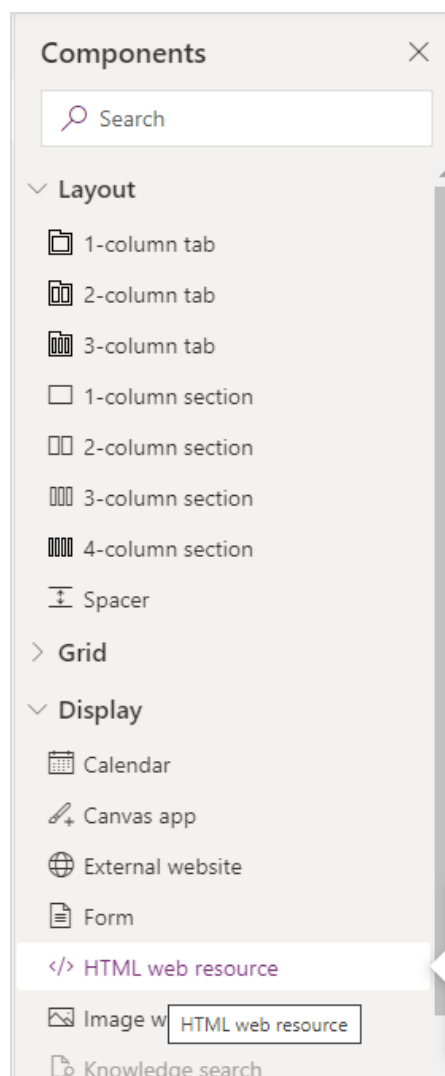 Components
Search
Layout
1-column tab
2-column tab
3-column tab
1-column section
2-column section
3-column section
4-column section
Spacer
Grid
Display
Calendar
Canvas app
External website
Form
HTML web resource
Image w
HTML web resource
Knowledge search